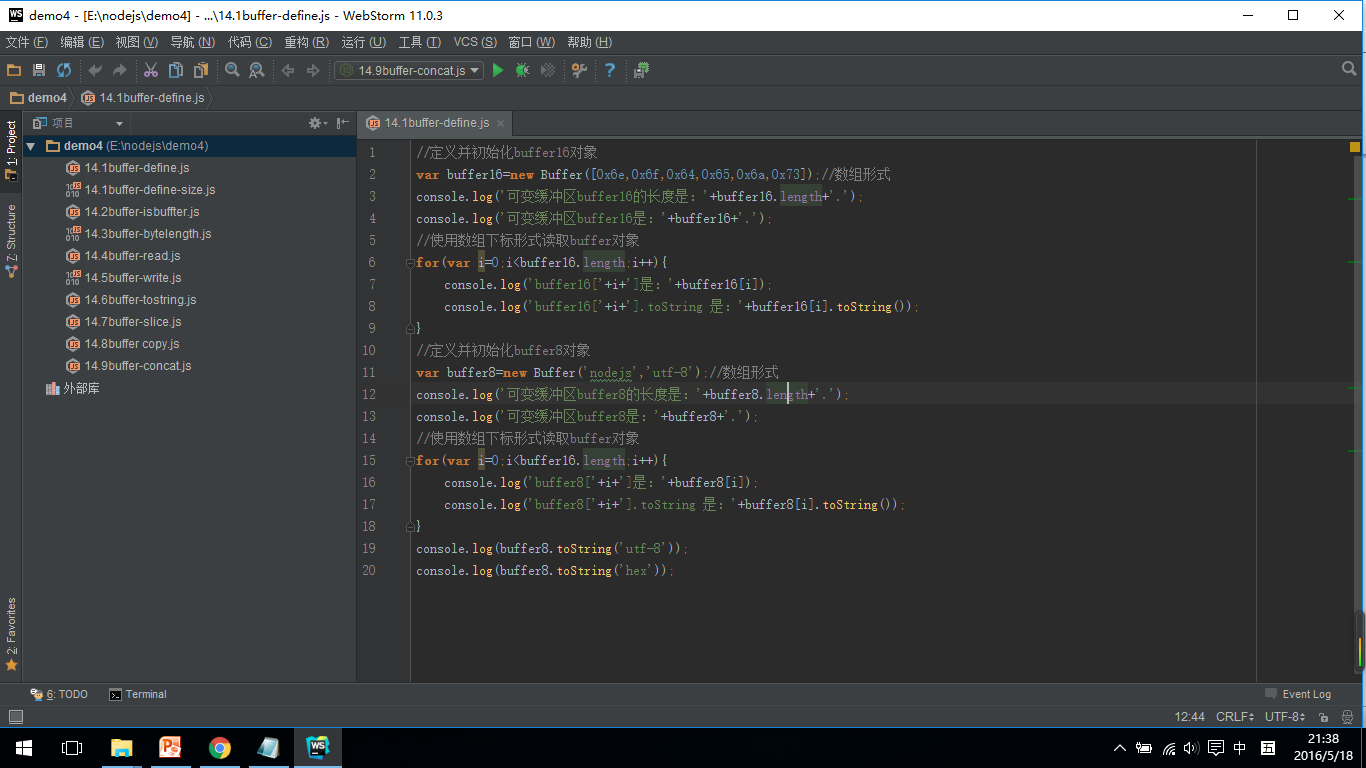 demo4 - [E:\nodejs\demo4] - ...\14.1buffer-define.js - WebStorm 11.0.3
文件 (F) 编辑 (E) 视图 (V) 导航 (N) 代码 (C) 重构 (R) 运行 (U) 工具 (T) VCS (S) 窗口 (W) 帮助 (H)
14.9buffer-concat.js
demo4 14.1buffer-define.js
项目
14.1buffer-define.js
1: Project
7: Structure
2: Favorites
demo4 (E:\nodejs\demo4)
14.1buffer-define.js
14.1buffer-define-size.js
14.2buffer-isbuffter.js
14.3buffer-bytelength.js
14.4buffer-read.js
14.5buffer-write.js
14.6buffer-tostring.js
14.7buffer-slice.js
14.8buffer copy.js
14.9buffer-concat.js
外部库
1 //定义并初始化buffer16对象
2 var buffer16=new Buffer([0x6e,0x6f,0x64,0x65,0x6a,0x73]);//数组形式
3 console.log('可变缓冲区buffer16的长度是: '+buffer16.length+'.');
4 console.log('可变缓冲区buffer16是: '+buffer16+'.');
5 //使用数组下标形式读取buffer对象
6 for(var i=0;i<buffer16.length;i++){
7 console.log('buffer16['+i+']是: '+buffer16[i]);
8 console.log('buffer16['+i+'].toString 是: '+buffer16[i].toString());
9 }
10 //定义并初始化buffer8对象
11 var buffer8=new Buffer('nodejs','utf-8');//数组形式
12 console.log('可变缓冲区buffer8的长度是: '+buffer8.length+'.');
13 console.log('可变缓冲区buffer8是: '+buffer8+'.');
14 //使用数组下标形式读取buffer对象
15 for(var i=0;i<buffer16.length;i++){
16 console.log('buffer8['+i+']是: '+buffer8[i]);
17 console.log('buffer8['+i+'].toString 是: '+buffer8[i].toString());
18 }
19 console.log(buffer8.toString('utf-8'));
20 console.log(buffer8.toString('hex'));
6: TODO Terminal Event Log
12:44 CRLF UTF-8
中 五 21:38
2016/5/18